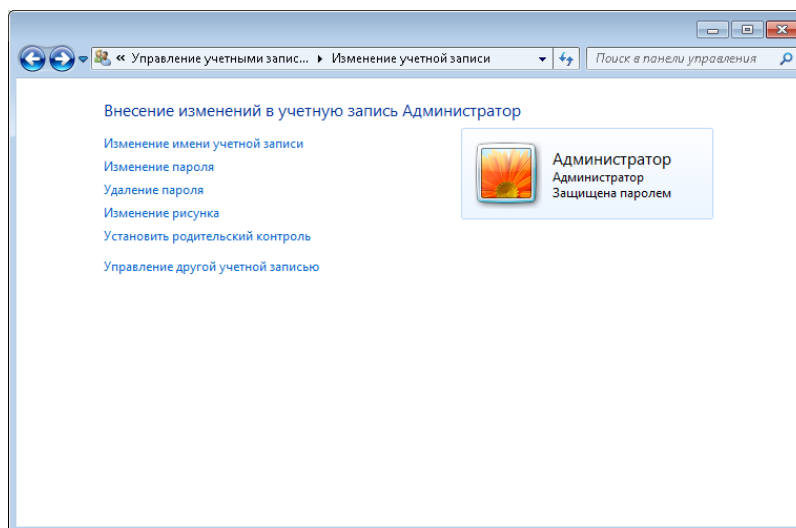 « Управление учетными запис... ▸ Изменение учетной записи
Поиск в панели управления
Внесение изменений в учетную запись Администратор
Изменение имени учетной записи
Изменение пароля
Удаление пароля
Изменение рисунка
Установить родительский контроль
Управление другой учетной записью
Администратор
Администратор
Защищена паролем